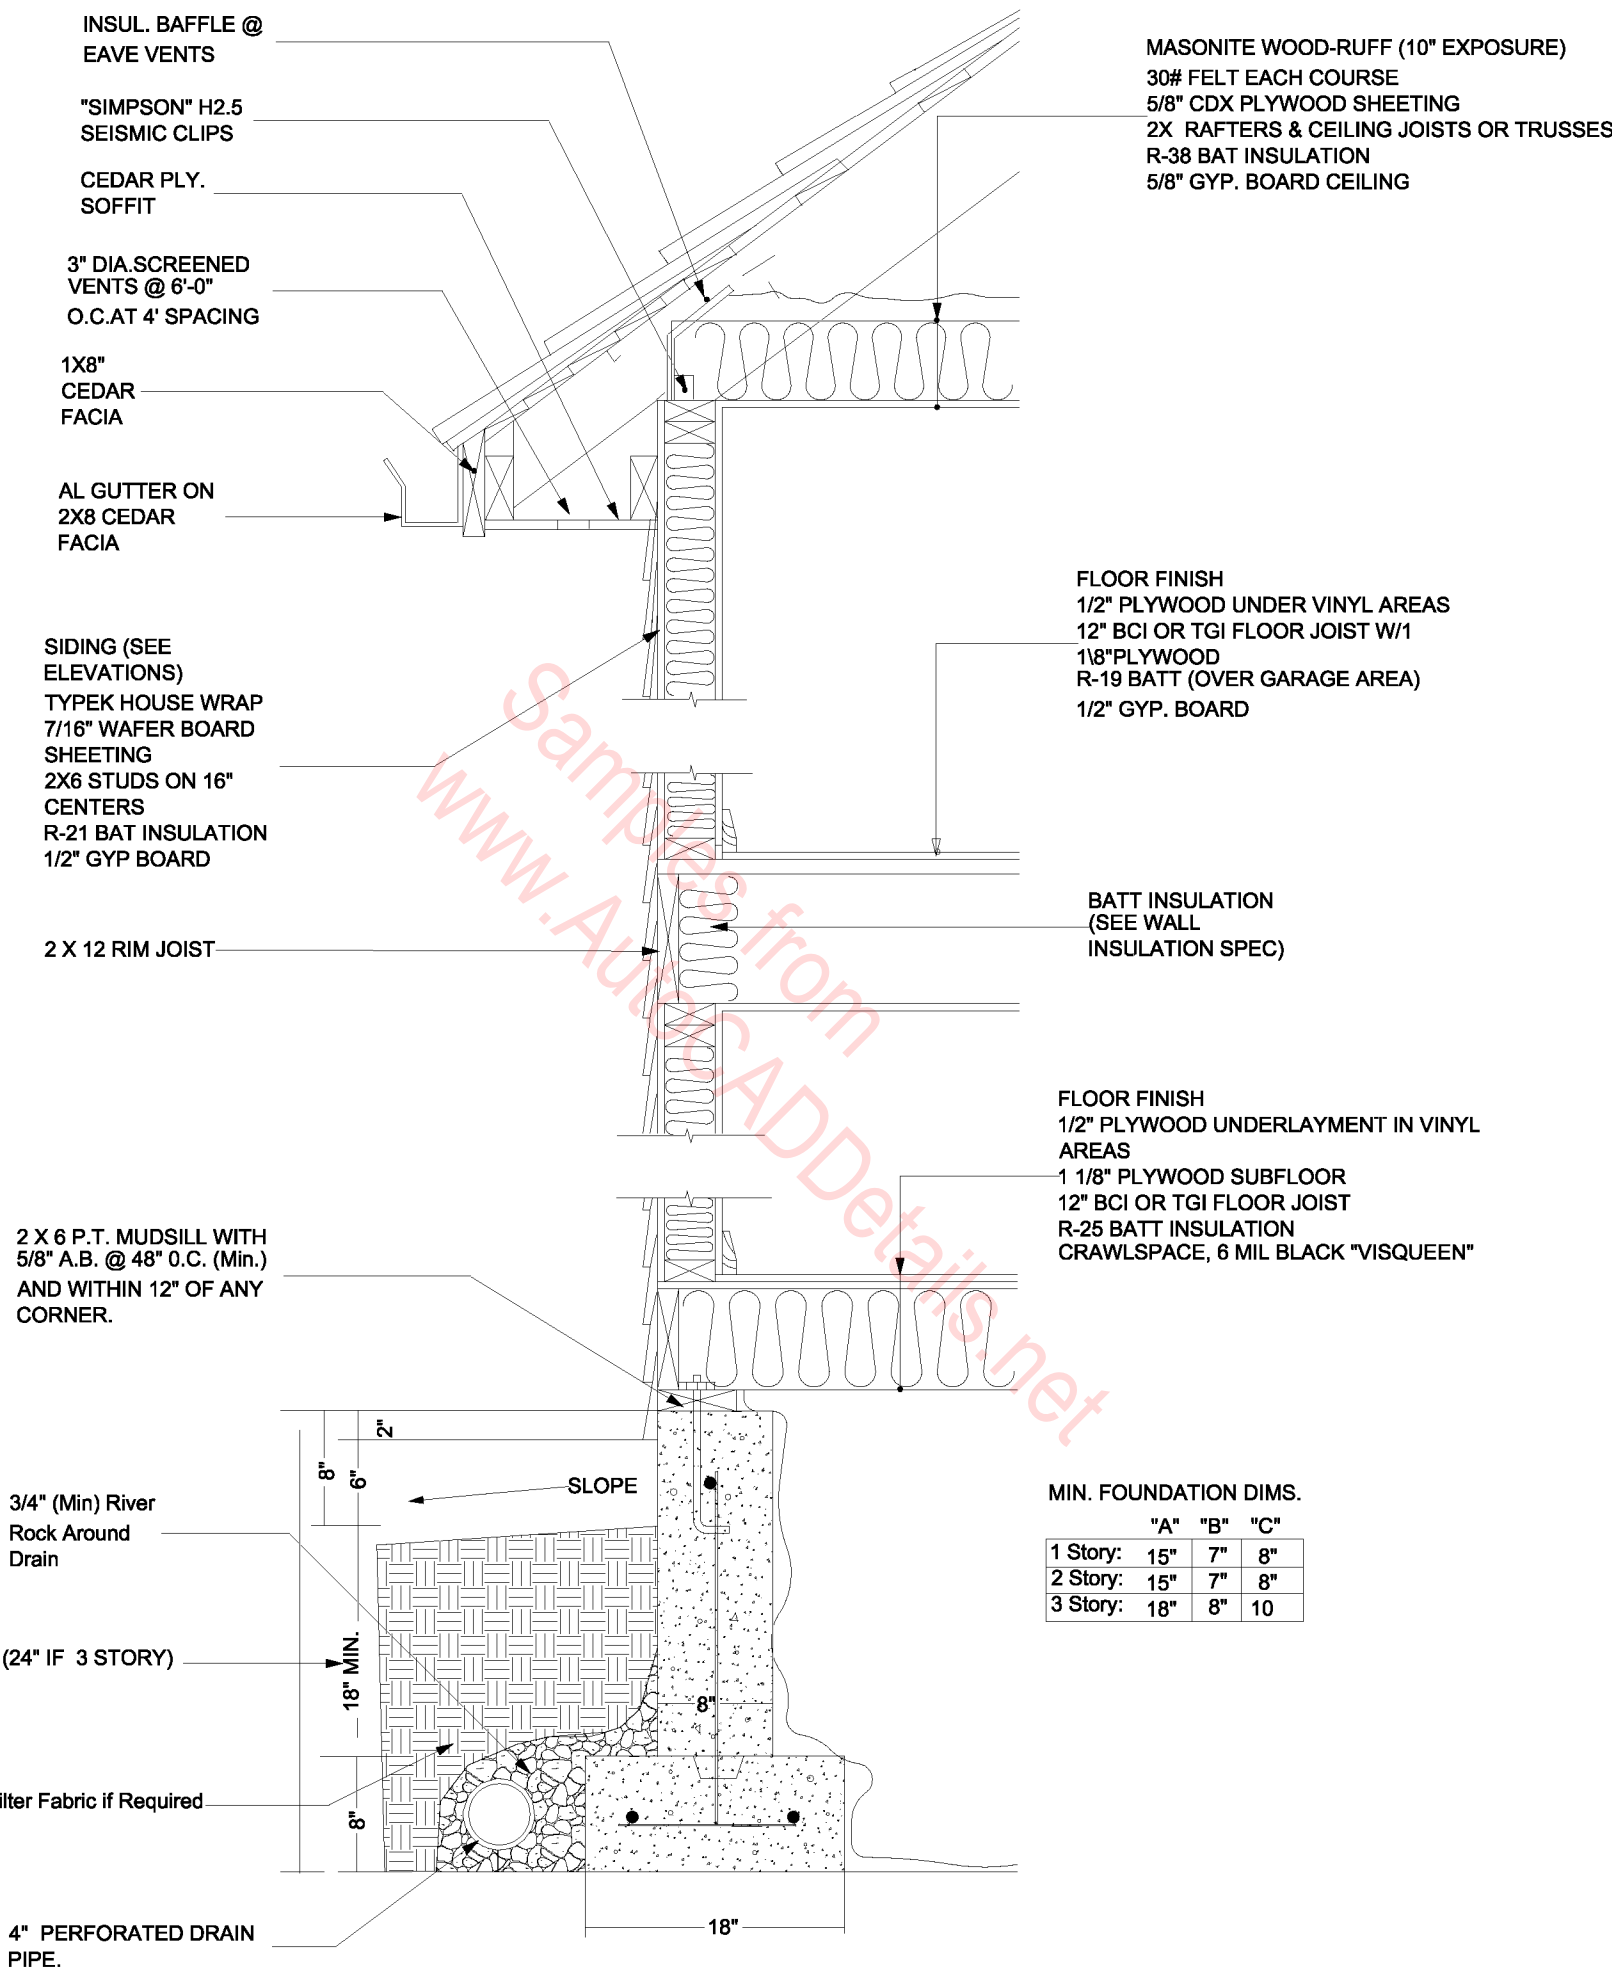 INSUL. BAFFLE @
EAVE VENTS
"SIMPSON" H2.5
SEISMIC CLIPS
CEDAR PLY.
SOFFIT
3" DIA.SCREENED
VENTS @ 6'-0"
O.C.AT 4' SPACING
1X8"
CEDAR
FACIA
AL GUTTER ON
2X8 CEDAR
FACIA
MASONITE WOOD-RUFF (10" EXPOSURE)
30# FELT EACH COURSE
5/8" CDX PLYWOOD SHEETING
2X  RAFTERS & CEILING JOISTS OR TRUSSES
R-38 BAT INSULATION
5/8" GYP. BOARD CEILING
SIDING (SEE
ELEVATIONS)
TYPEK HOUSE WRAP
7/16" WAFER BOARD
SHEETING
2X6 STUDS ON 16"
CENTERS
R-21 BAT INSULATION
1/2" GYP BOARD
FLOOR FINISH
1/2" PLYWOOD UNDER VINYL AREAS
12" BCI OR TGI FLOOR JOIST W/1
1\8"PLYWOOD
R-19 BATT (OVER GARAGE AREA)
1/2" GYP. BOARD
2 X 12 RIM JOIST
BATT INSULATION
(SEE WALL
INSULATION SPEC)
Samples from
www.AutoCADDetails.net
FLOOR FINISH
1/2" PLYWOOD UNDERLAYMENT IN VINYL
AREAS
1 1/8" PLYWOOD SUBFLOOR
12" BCI OR TGI FLOOR JOIST
R-25 BATT INSULATION
CRAWLSPACE, 6 MIL BLACK "VISQUEEN"
2 X 6 P.T. MUDSILL WITH
5/8" A.B. @ 48" 0.C. (Min.)
AND WITHIN 12" OF ANY
CORNER.
2"
8"
6"
SLOPE
3/4" (Min) River
Rock Around
Drain
(24" IF  3 STORY)
18" MIN.
8"
ilter Fabric if Required
8"
4"  PERFORATED DRAIN
PIPE.
18"
MIN. FOUNDATION DIMS.
"A" "B" "C"
1 Story: 15" 7" 8"
2 Story: 15" 7" 8"
3 Story: 18" 8" 10